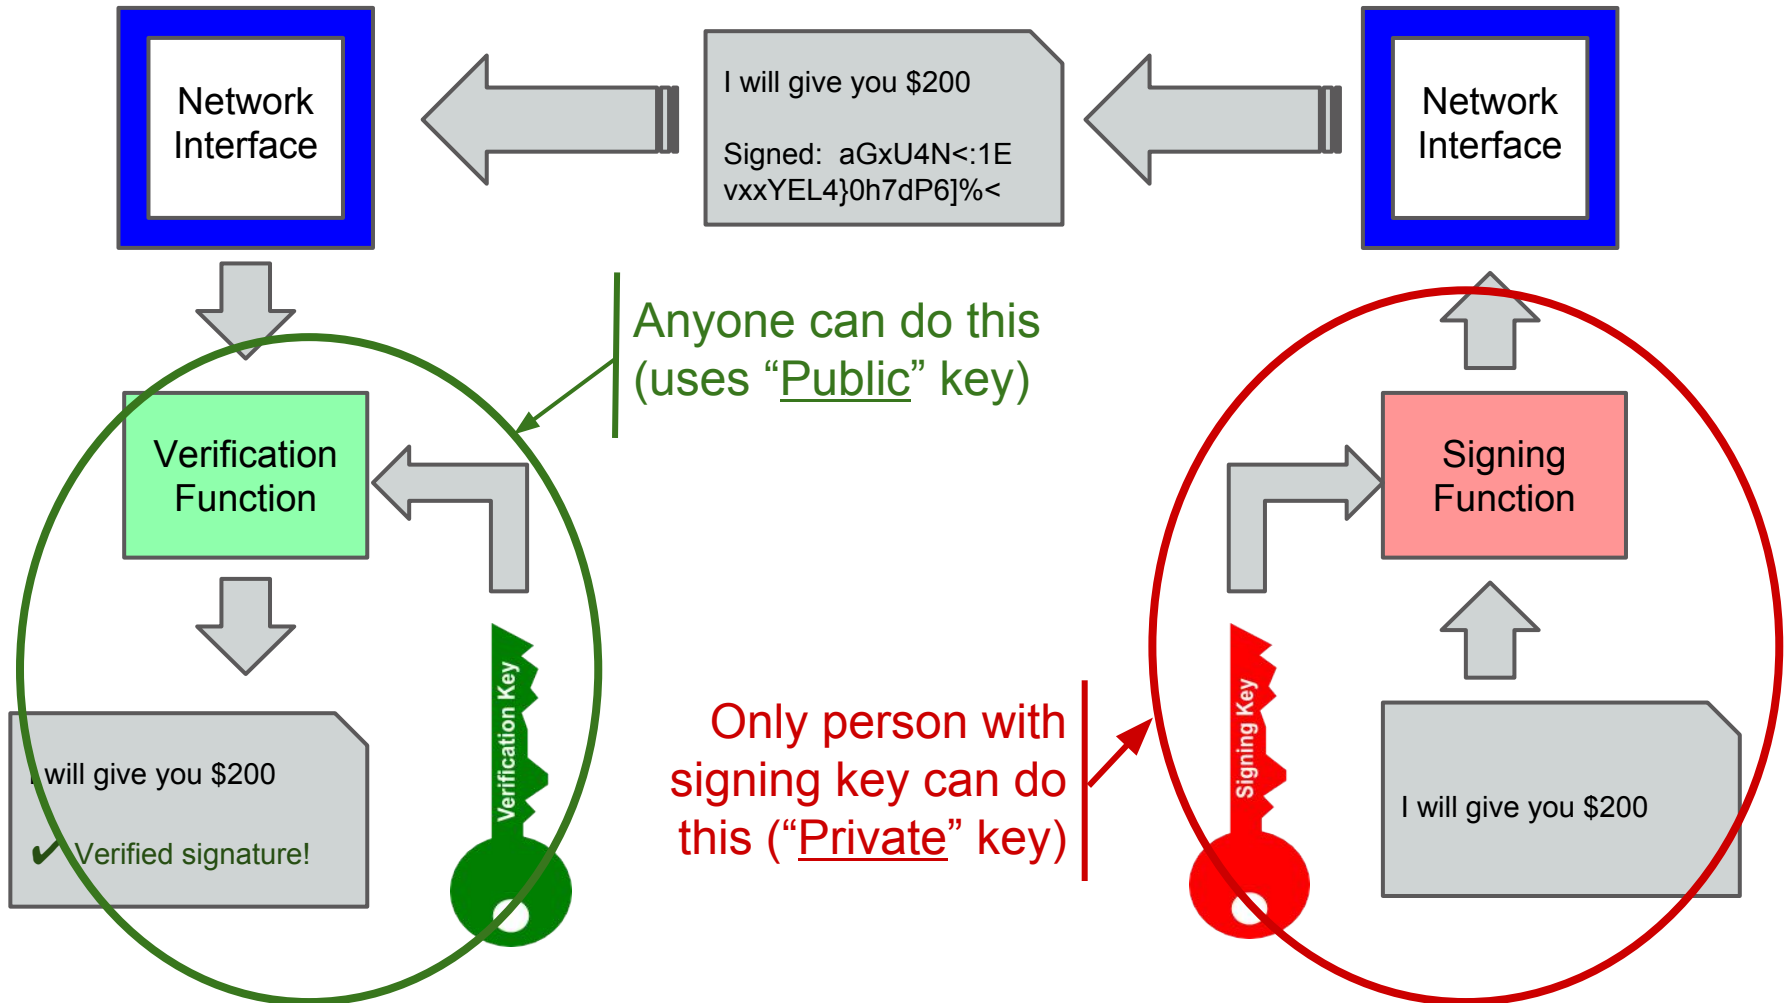 Network
Interface
I will give you $200
Signed:  aGxU4N<:1E
vxxYEL4}0h7dP6]%<
Network
Interface
Anyone can do this
(uses “Public” key)
Verification
Function
Signing
Function
Verification Key
I will give you $200
✔ Verified signature!
Only person with
signing key can do
this (“Private” key)
Signing Key
I will give you $200